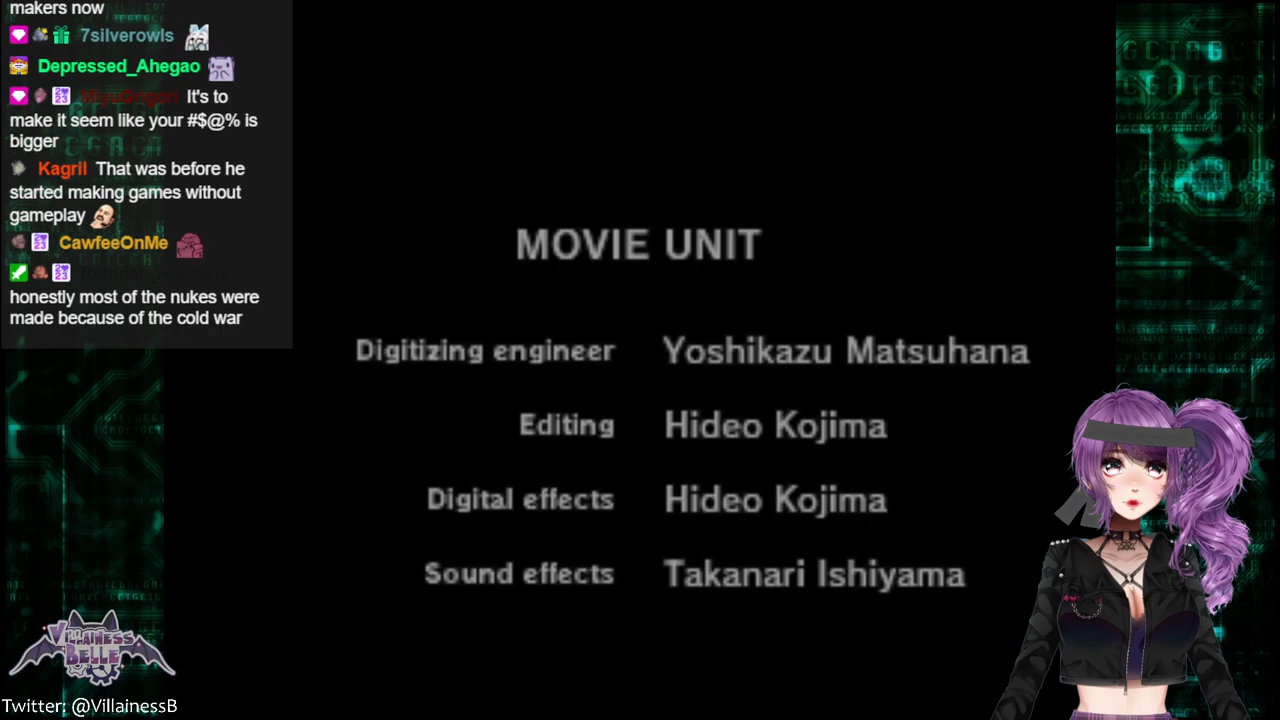 makers now
7silverowls
Depressed_Ahegao
MiyuGrigori It's to
make it seem like your #$@% is
bigger
Kagril That was before he
started making games without
gameplay
CawfeeOnMe
honestly most of the nukes were
made because of the cold war
MOVIE UNIT
Digitizing engineer Yoshikazu Matsuhana
Editing Hideo Kojima
Digital effects Hideo Kojima
Sound effects Takanari Ishiyama
VILLAINESS
BELLE
Twitter: @VillainessB